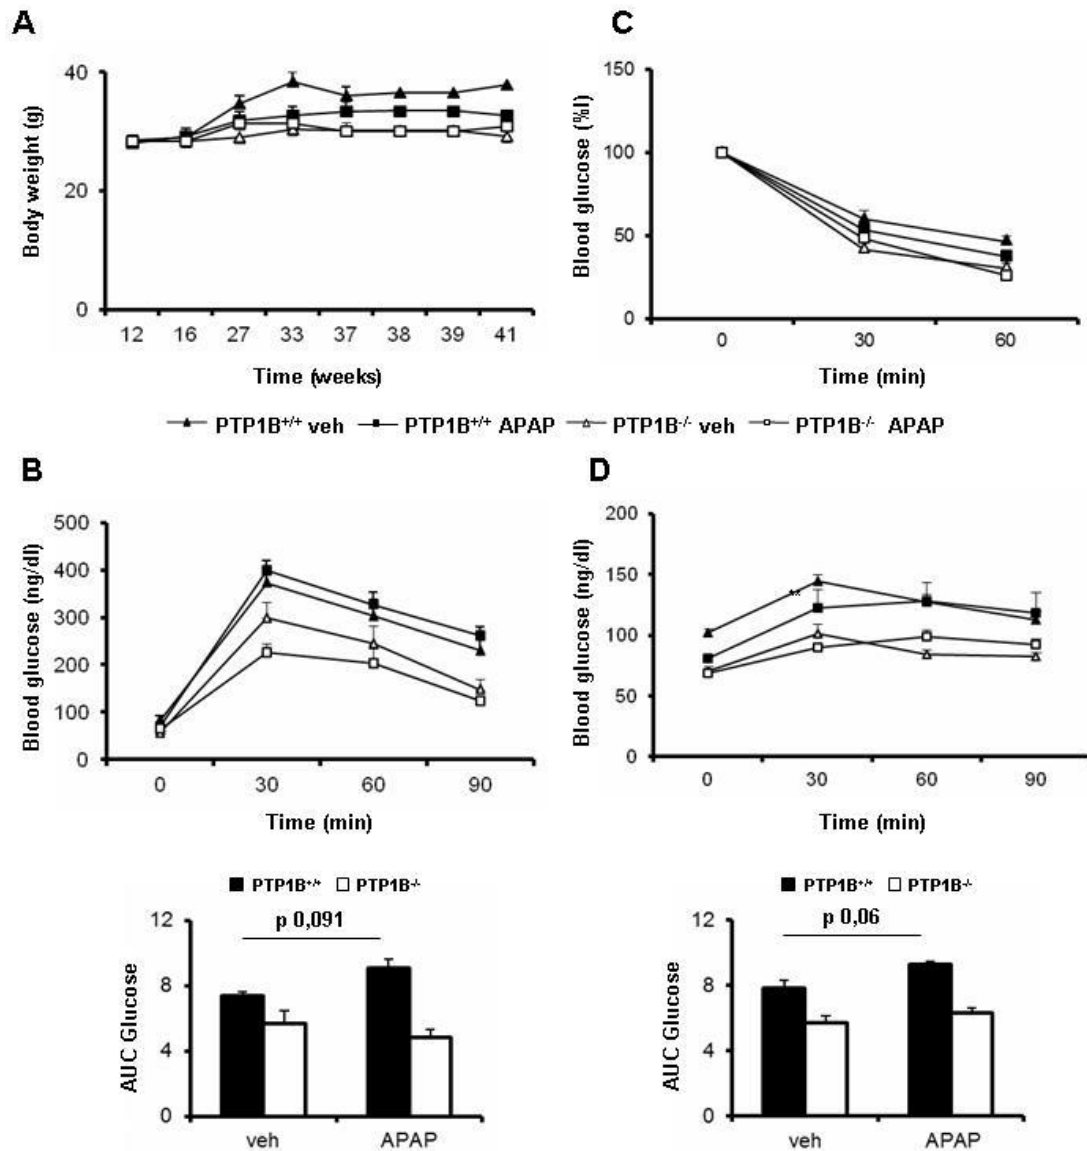 A
Body weight (g)
40
20
0
12 16 27 33 37 38 39 41
Time (weeks)
C
Blood glucose (%I)
150
100
50
0
0 30 60
Time (min)
PTP1B+/+ veh PTP1B+/+ APAP PTP1B-/- veh PTP1B-/- APAP
B
Blood glucose (ng/dl)
500
400
300
200
100
0
0 30 60 90
Time (min)
PTP1B+/+ PTP1B-/-
p 0,091
AUC Glucose
12
8
4
0
veh APAP
D
Blood glucose (ng/dl)
200
150
100
50
0
**
0 30 60 90
Time (min)
PTP1B+/+ PTP1B-/-
p 0,06
AUC Glucose
12
8
4
0
veh APAP